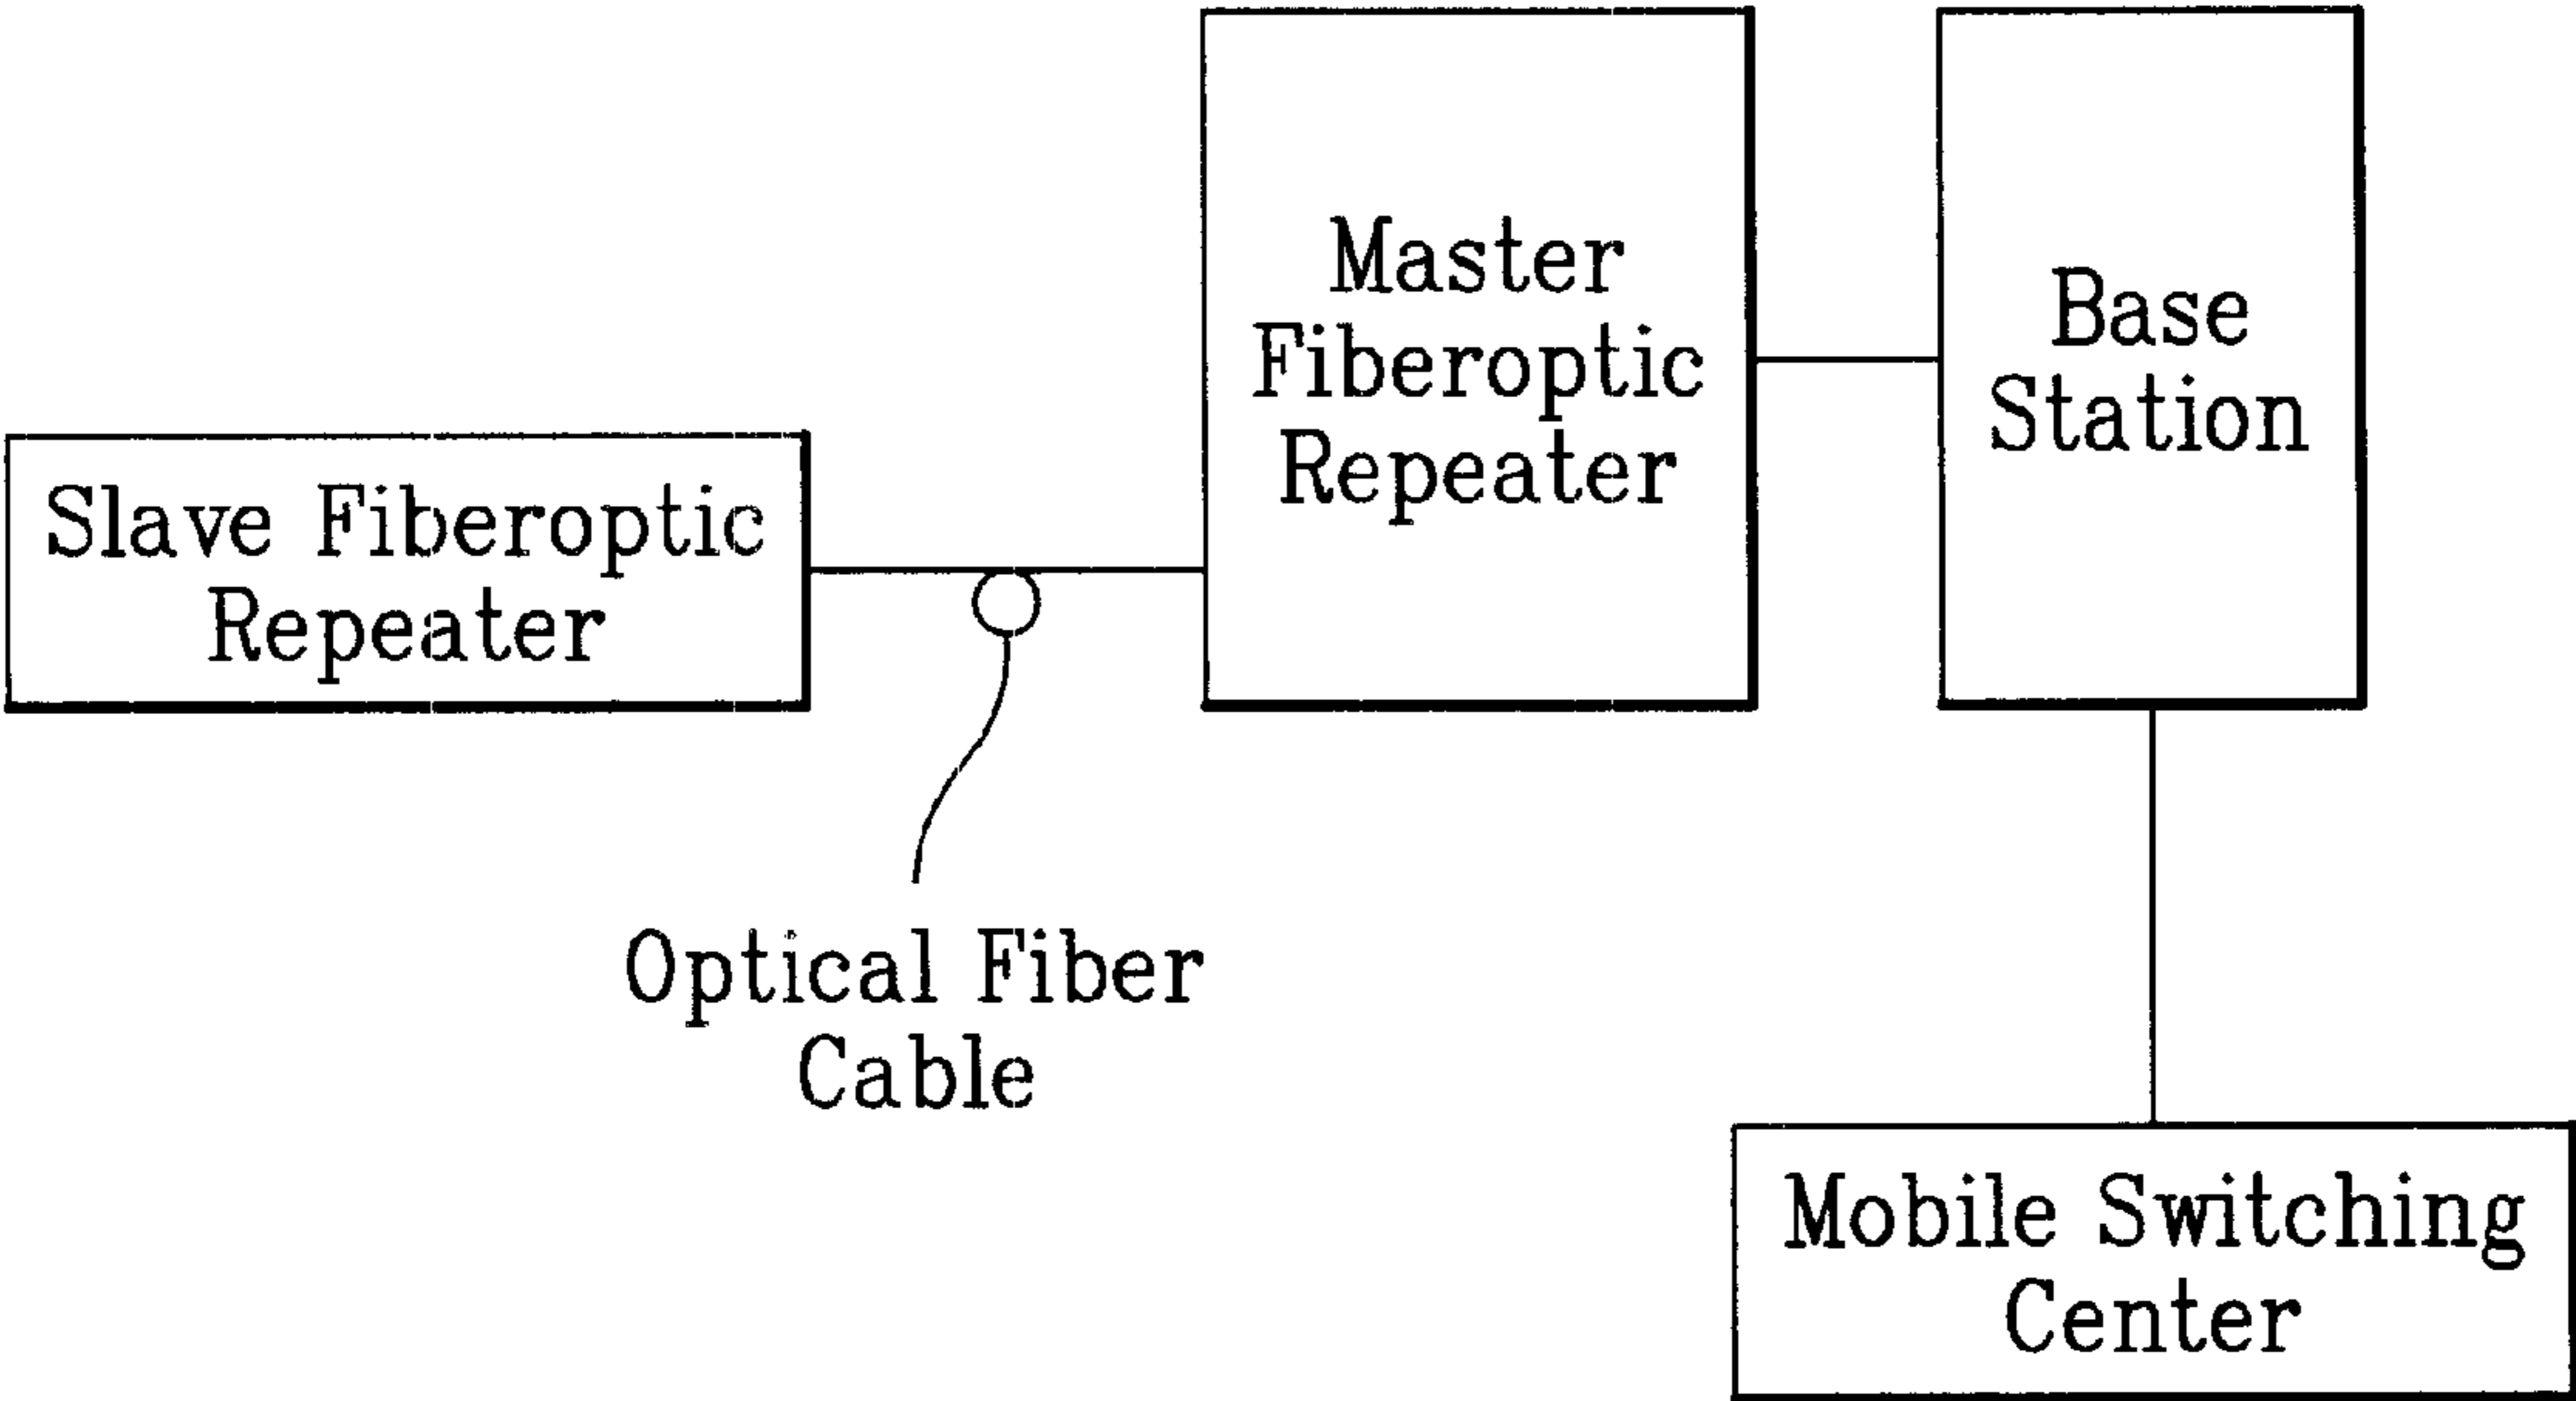 Master
Fiberoptic
Repeater
Base
Station
Slave Fiberoptic
Repeater
Optical Fiber
Cable
Mobile Switching
Center